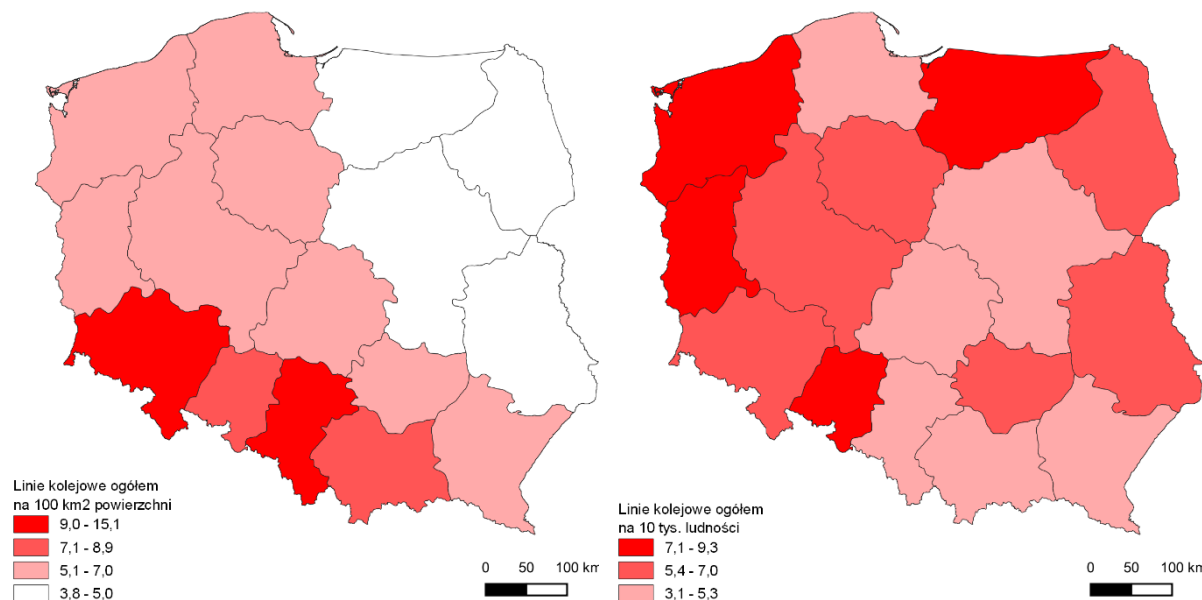 Linie kolejowe ogółem
na 100 km2 powierzchni
9,0 - 15,1
7,1 - 8,9
5,1 - 7,0
3,8 - 5,0
0 50 100 km
Linie kolejowe ogółem
na 10 tys. ludności
7,1 - 9,3
5,4 - 7,0
3,1 - 5,3
0 50 100 km